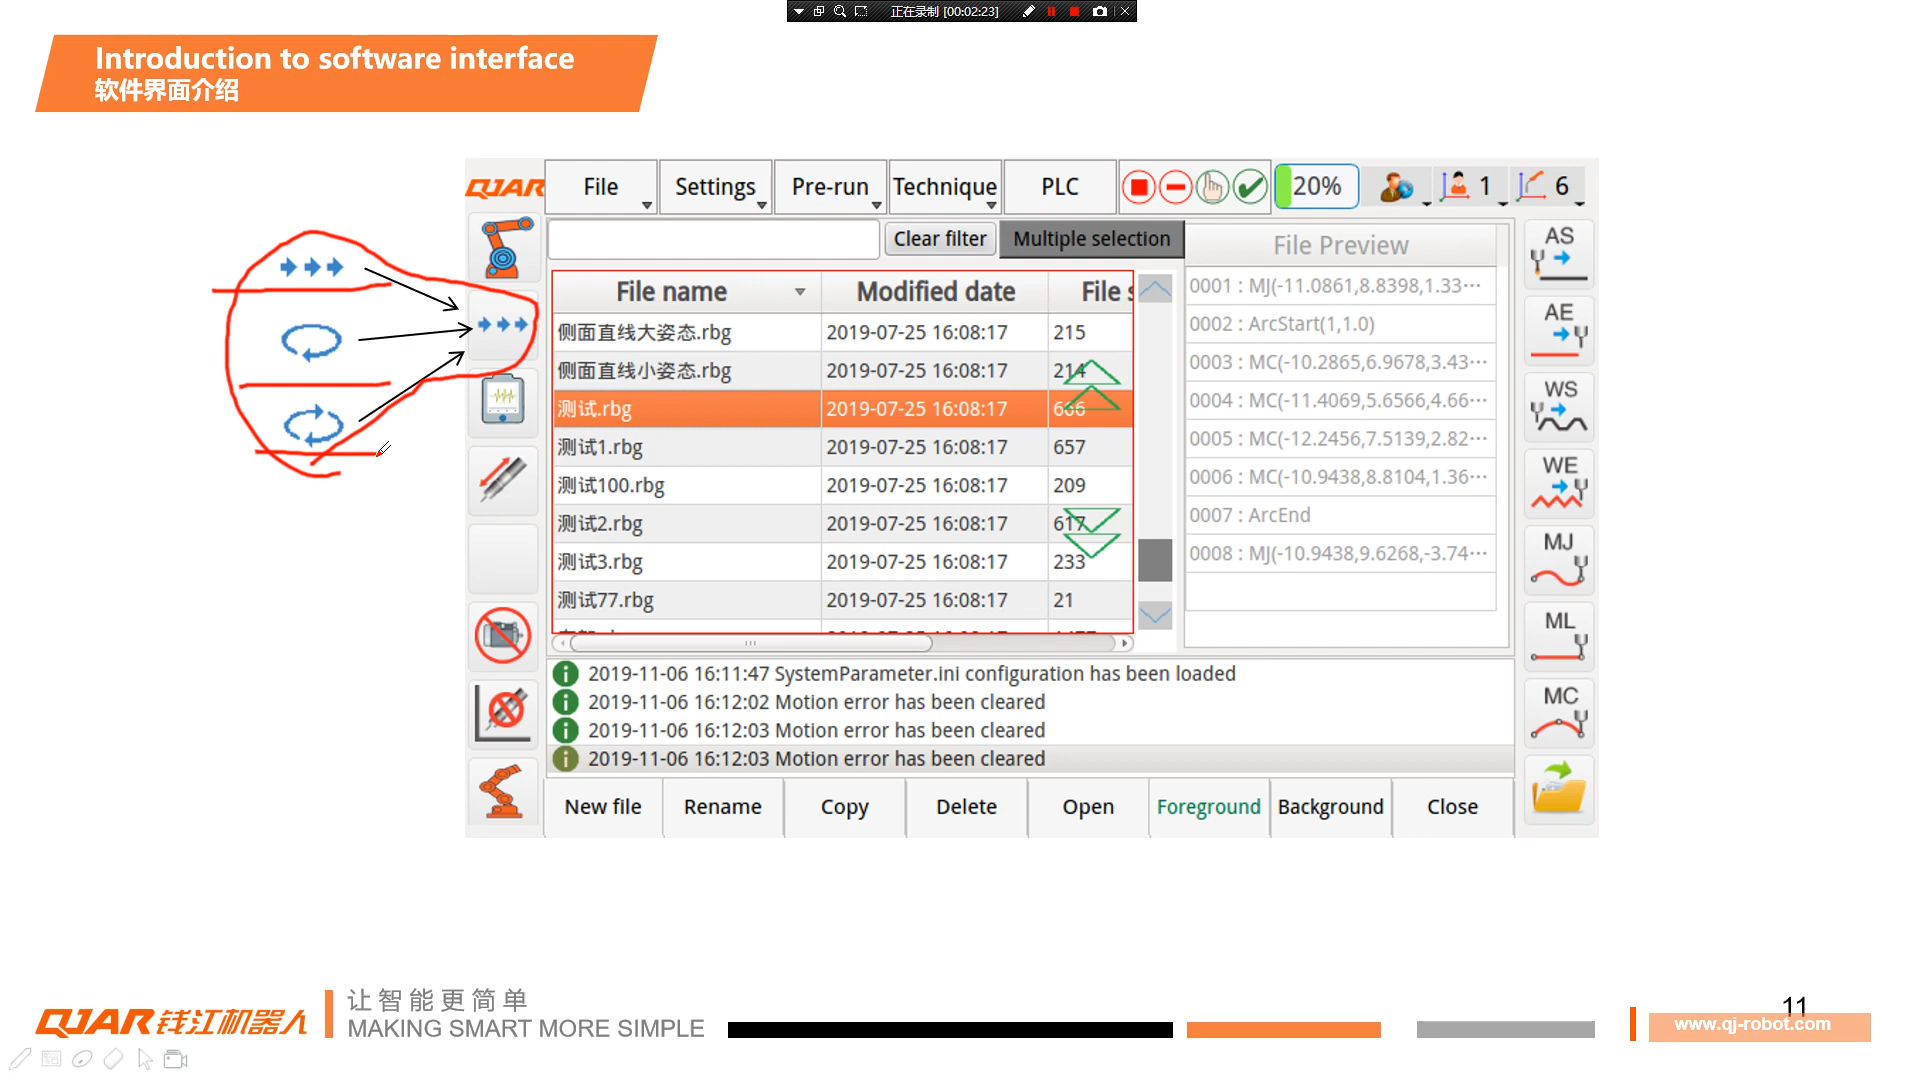 正在录制 [00:02:23]
Introduction to software interface
软件界面介绍
QJAR
File
Settings
Pre-run
Technique
PLC
20%
1
6
Clear filter
Multiple selection
File Preview
File name
Modified date
File s
侧面直线大姿态.rbg 2019-07-25 16:08:17 215
侧面直线小姿态.rbg 2019-07-25 16:08:17 214
测试.rbg 2019-07-25 16:08:17 666
测试1.rbg 2019-07-25 16:08:17 657
测试100.rbg 2019-07-25 16:08:17 209
测试2.rbg 2019-07-25 16:08:17 617
测试3.rbg 2019-07-25 16:08:17 233
测试77.rbg 2019-07-25 16:08:17 21
0001 : MJ(-11.0861,8.8398,1.33···
0002 : ArcStart(1,1.0)
0003 : MC(-10.2865,6.9678,3.43···
0004 : MC(-11.4069,5.6566,4.66···
0005 : MC(-12.2456,7.5139,2.82···
0006 : MC(-10.9438,8.8104,1.36···
0007 : ArcEnd
0008 : MJ(-10.9438,9.6268,-3.74···
AS
AE
WS
WE
MJ
ML
MC
2019-11-06 16:11:47 SystemParameter.ini configuration has been loaded
2019-11-06 16:12:02 Motion error has been cleared
2019-11-06 16:12:03 Motion error has been cleared
2019-11-06 16:12:03 Motion error has been cleared
New file
Rename
Copy
Delete
Open
Foreground
Background
Close
QJAR 钱江机器人
让智能更简单
MAKING SMART MORE SIMPLE
11
www.qj-robot.com